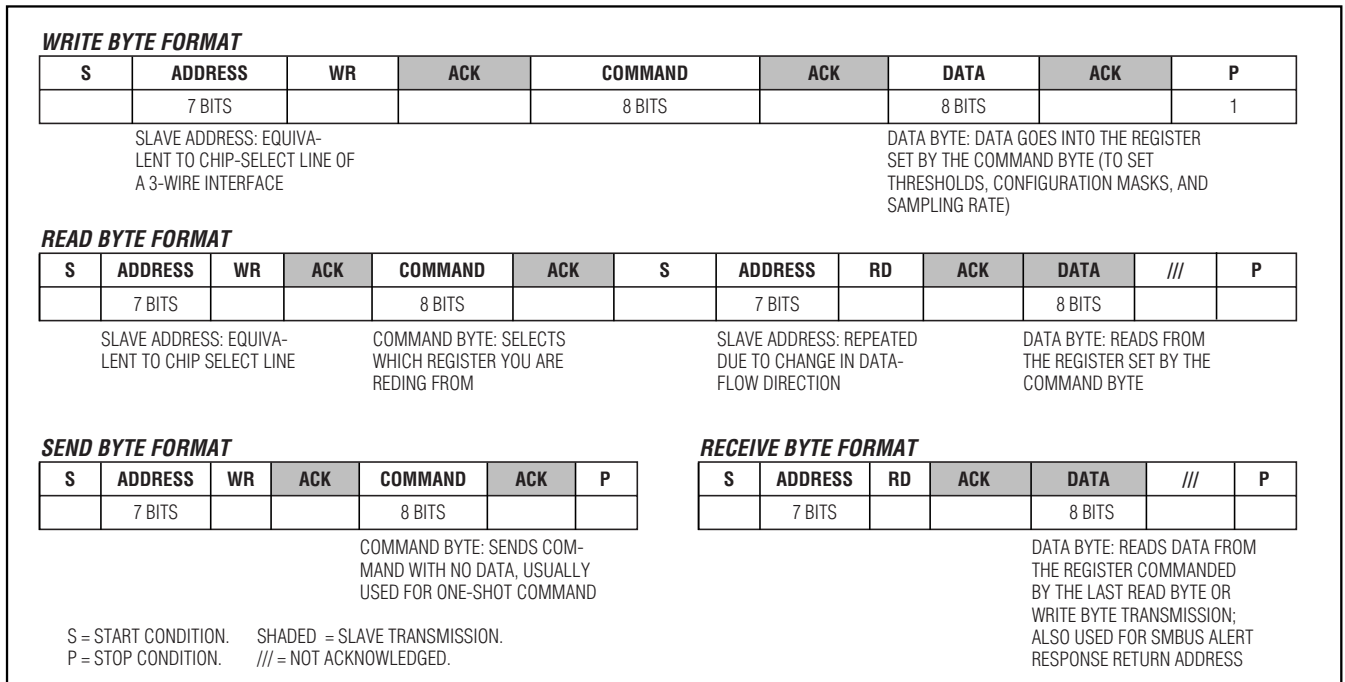 WRITE BYTE FORMAT
S ADDRESS WR ACK COMMAND ACK DATA ACK P
7 BITS 8 BITS 8 BITS 1
SLAVE ADDRESS: EQUIVA-
LENT TO CHIP-SELECT LINE OF
A 3-WIRE INTERFACE
DATA BYTE: DATA GOES INTO THE REGISTER
SET BY THE COMMAND BYTE (TO SET
THRESHOLDS, CONFIGURATION MASKS, AND
SAMPLING RATE)
READ BYTE FORMAT
S ADDRESS WR ACK COMMAND ACK S ADDRESS RD ACK DATA /// P
7 BITS 8 BITS 7 BITS 8 BITS
SLAVE ADDRESS: EQUIVA-
LENT TO CHIP SELECT LINE
COMMAND BYTE: SELECTS
WHICH REGISTER YOU ARE
REDING FROM
SLAVE ADDRESS: REPEATED
DUE TO CHANGE IN DATA-
FLOW DIRECTION
DATA BYTE: READS FROM
THE REGISTER SET BY THE
COMMAND BYTE
SEND BYTE FORMAT
S ADDRESS WR ACK COMMAND ACK P
7 BITS 8 BITS
COMMAND BYTE: SENDS COM-
MAND WITH NO DATA, USUALLY
USED FOR ONE-SHOT COMMAND
RECEIVE BYTE FORMAT
S ADDRESS RD ACK DATA /// P
7 BITS 8 BITS
DATA BYTE: READS DATA FROM
THE REGISTER COMMANDED
BY THE LAST READ BYTE OR
WRITE BYTE TRANSMISSION;
ALSO USED FOR SMBUS ALERT
RESPONSE RETURN ADDRESS
S = START CONDITION. SHADED = SLAVE TRANSMISSION.
P = STOP CONDITION. /// = NOT ACKNOWLEDGED.